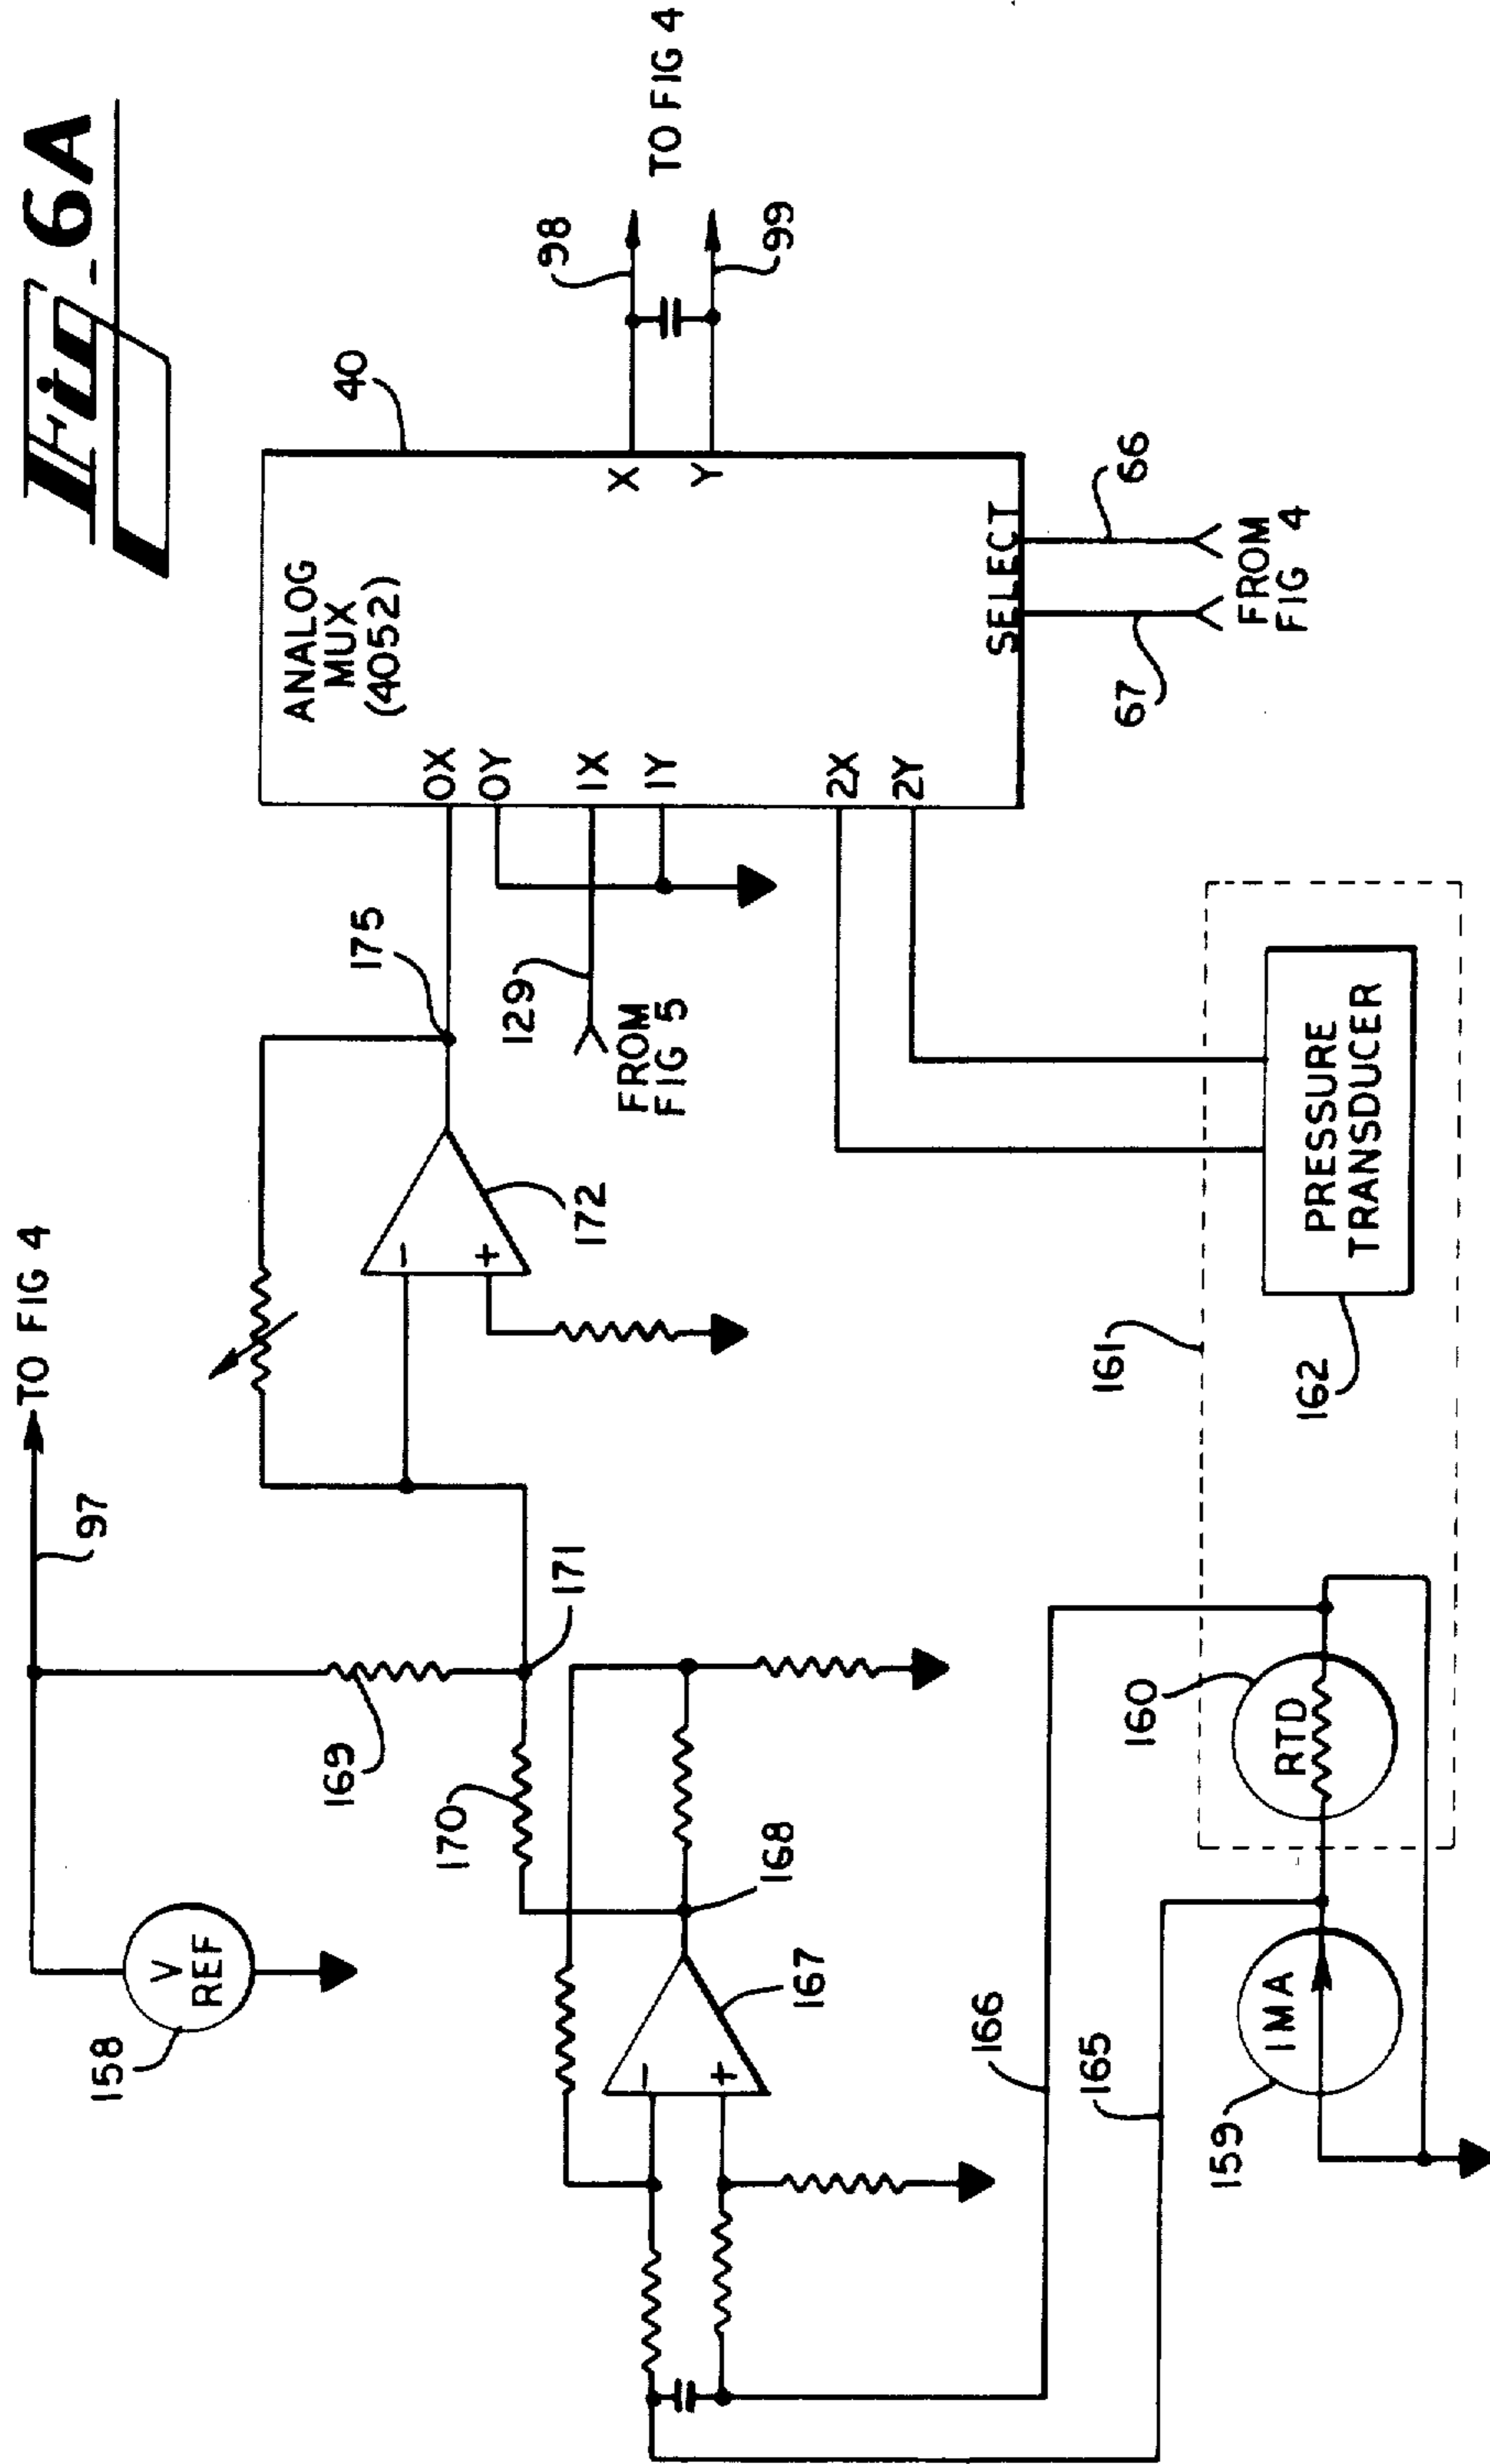 Fig_6A
TO FIG 4
97
158
V
REF
169
170
171
168
167
172
175
129
FROM
FIG 5
ANALOG
MUX
(4052)
40
0X
0Y
1X
1Y
2X
2Y
X
Y
SELECT
98
99
TO FIG 4
66
67
FROM
FIG 4
166
165
159
1MA
160
RTD
161
162
PRESSURE
TRANSDUCER